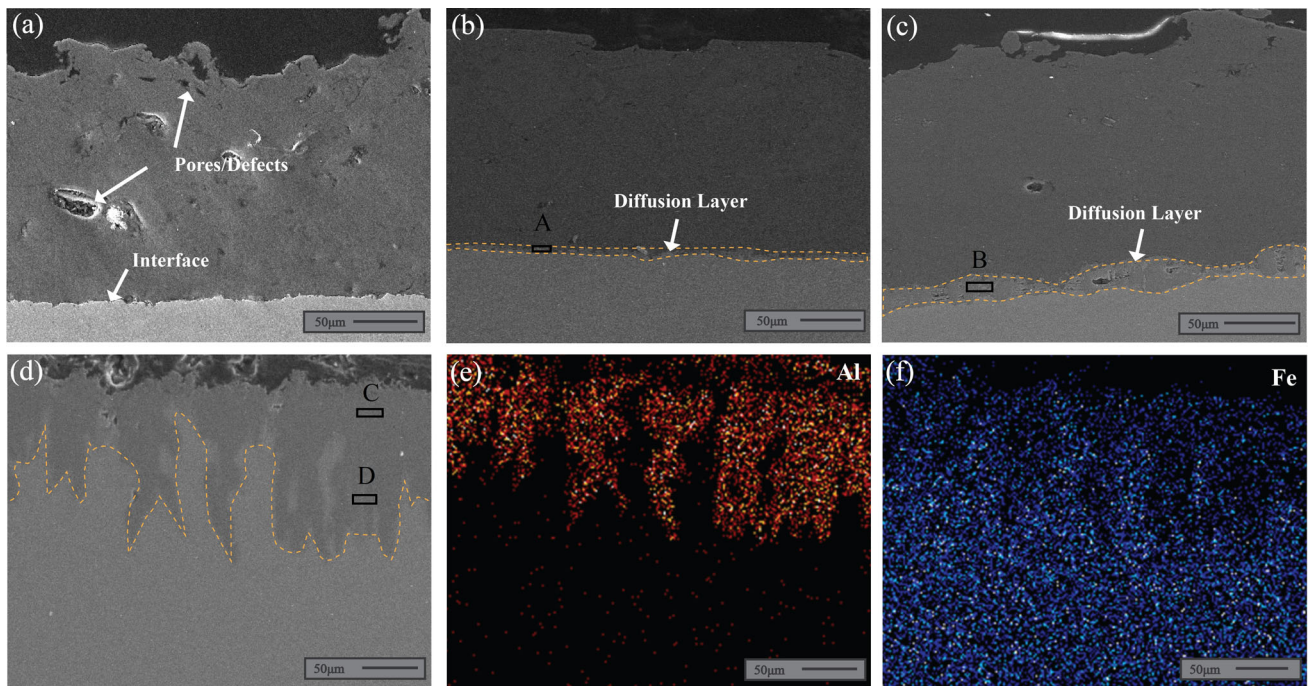 (a)
Pores/Defects
Interface
50μm
(b)
A
Diffusion Layer
50μm
(c)
Diffusion Layer
B
50μm
(d)
C
D
50μm
(e)
Al
50μm
(f)
Fe
50μm